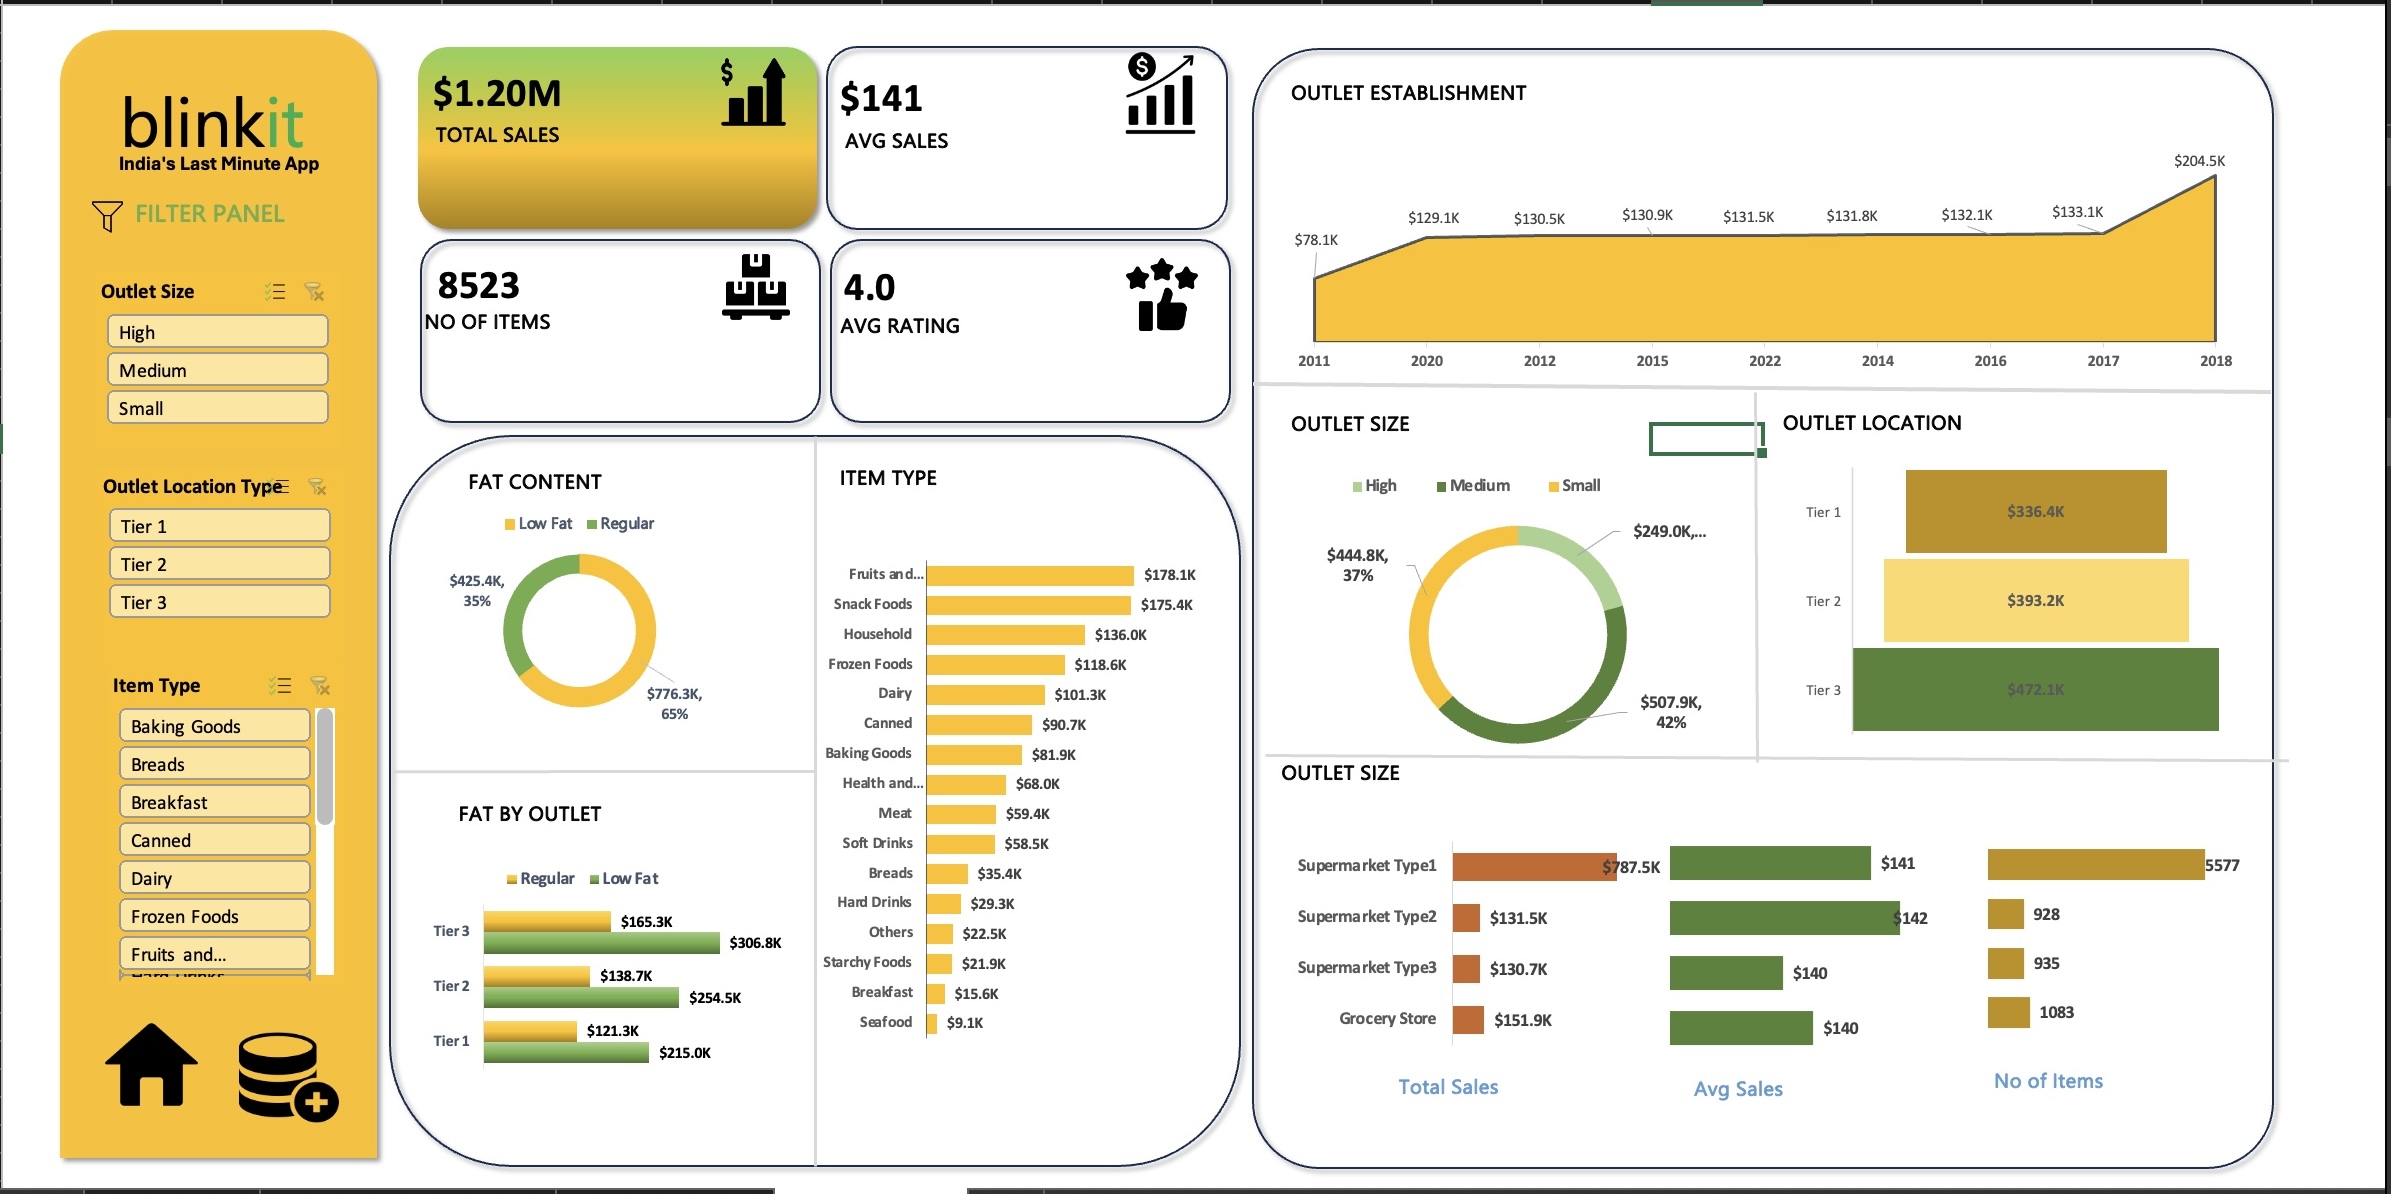 blinkit
India's Last Minute App
FILTER PANEL
Outlet Size
High
Medium
Small
Outlet Location Type
Tier 1
Tier 2
Tier 3
Item Type
Baking Goods
Breads
Breakfast
Canned
Dairy
Frozen Foods
Fruits and...
Hard Drinks
$1.20M
TOTAL SALES
$141
AVG SALES
8523
NO OF ITEMS
4.0
AVG RATING
FAT CONTENT
Low Fat Regular
$425.4K,
35%
$776.3K,
65%
FAT BY OUTLET
Regular Low Fat
Tier 3 $165.3K
$306.8K
Tier 2 $138.7K
$254.5K
Tier 1 $121.3K
$215.0K
ITEM TYPE
Fruits and... $178.1K
Snack Foods $175.4K
Household $136.0K
Frozen Foods $118.6K
Dairy $101.3K
Canned $90.7K
Baking Goods $81.9K
Health and... $68.0K
Meat $59.4K
Soft Drinks $58.5K
Breads $35.4K
Hard Drinks $29.3K
Others $22.5K
Starchy Foods $21.9K
Breakfast $15.6K
Seafood $9.1K
OUTLET ESTABLISHMENT
$78.1K $129.1K $130.5K $130.9K $131.5K $131.8K $132.1K $133.1K $204.5K
2011 2020 2012 2015 2022 2014 2016 2017 2018
OUTLET SIZE
High Medium Small
$249.0K,...
$444.8K,
37%
$507.9K,
42%
OUTLET LOCATION
Tier 1 $336.4K
Tier 2 $393.2K
Tier 3 $472.1K
OUTLET SIZE
Supermarket Type1 $787.5K $141 5577
Supermarket Type2 $131.5K $142 928
Supermarket Type3 $130.7K $140 935
Grocery Store $151.9K $140 1083
Total Sales Avg Sales No of Items